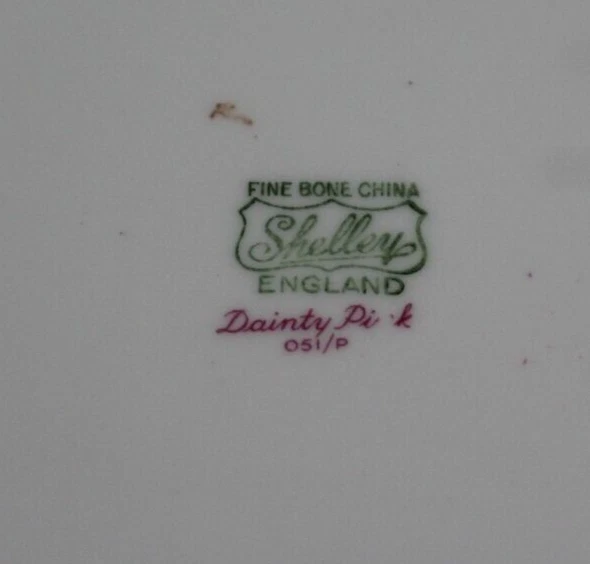 FINE BONE CHINA
Shelley
ENGLAND
Dainty Pi k
051/P